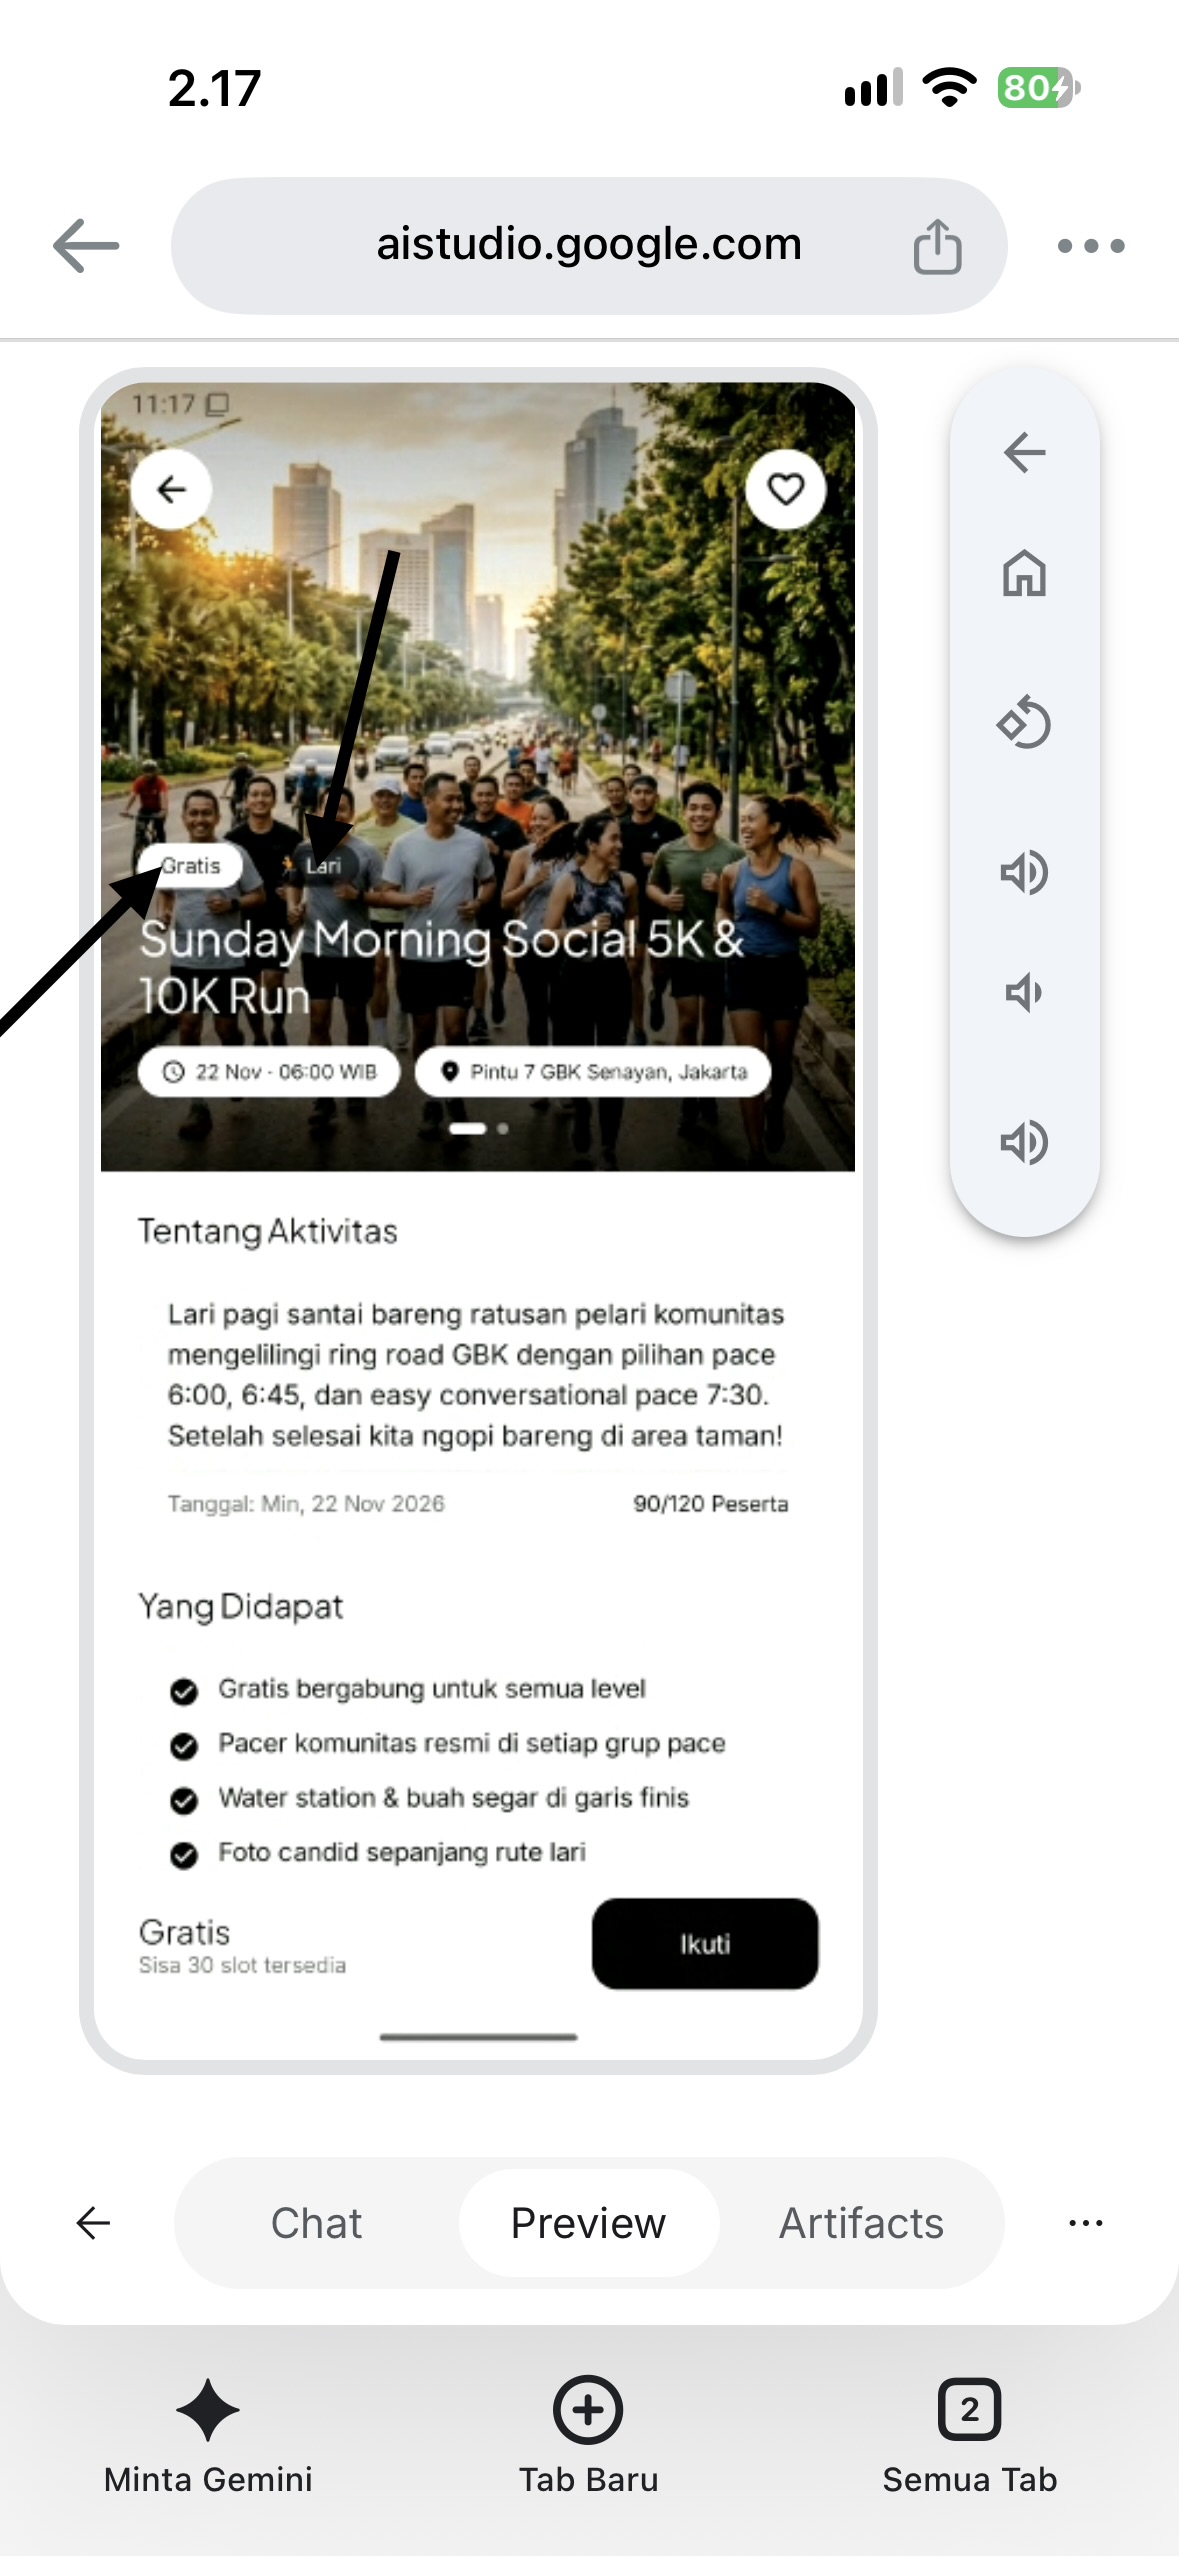 2.17
80
aistudio.google.com
11:17
Gratis
Lari
Sunday Morning Social 5K &
10K Run
22 Nov · 06:00 WIB
Pintu 7 GBK Senayan, Jakarta
Tentang Aktivitas
Lari pagi santai bareng ratusan pelari komunitas
mengelilingi ring road GBK dengan pilihan pace
6:00, 6:45, dan easy conversational pace 7:30.
Setelah selesai kita ngopi bareng di area taman!
Tanggal: Min, 22 Nov 2026
90/120 Peserta
Yang Didapat
Gratis bergabung untuk semua level
Pacer komunitas resmi di setiap grup pace
Water station & buah segar di garis finis
Foto candid sepanjang rute lari
Gratis
Sisa 30 slot tersedia
Ikuti
Chat
Preview
Artifacts
Minta Gemini
Tab Baru
2
Semua Tab